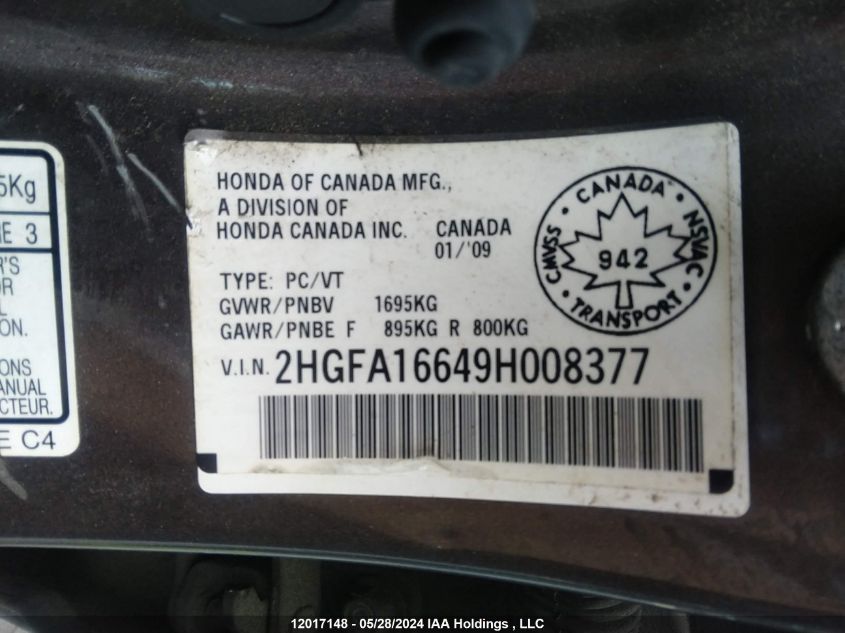 5Kg
E 3
R'S
OR
L
ON.
ONS
ANUAL
CTEUR.
E C4
HONDA OF CANADA MFG.,
A DIVISION OF
HONDA CANADA INC. CANADA
01/'09
TYPE: PC/VT
GVWR/PNBV 1695KG
GAWR/PNBE F 895KG R 800KG
V.I.N. 2HGFA16649H008377
CANADA
CMVSS 942 NSVAC
TRANSPORT
12017148 - 05/28/2024 IAA Holdings , LLC